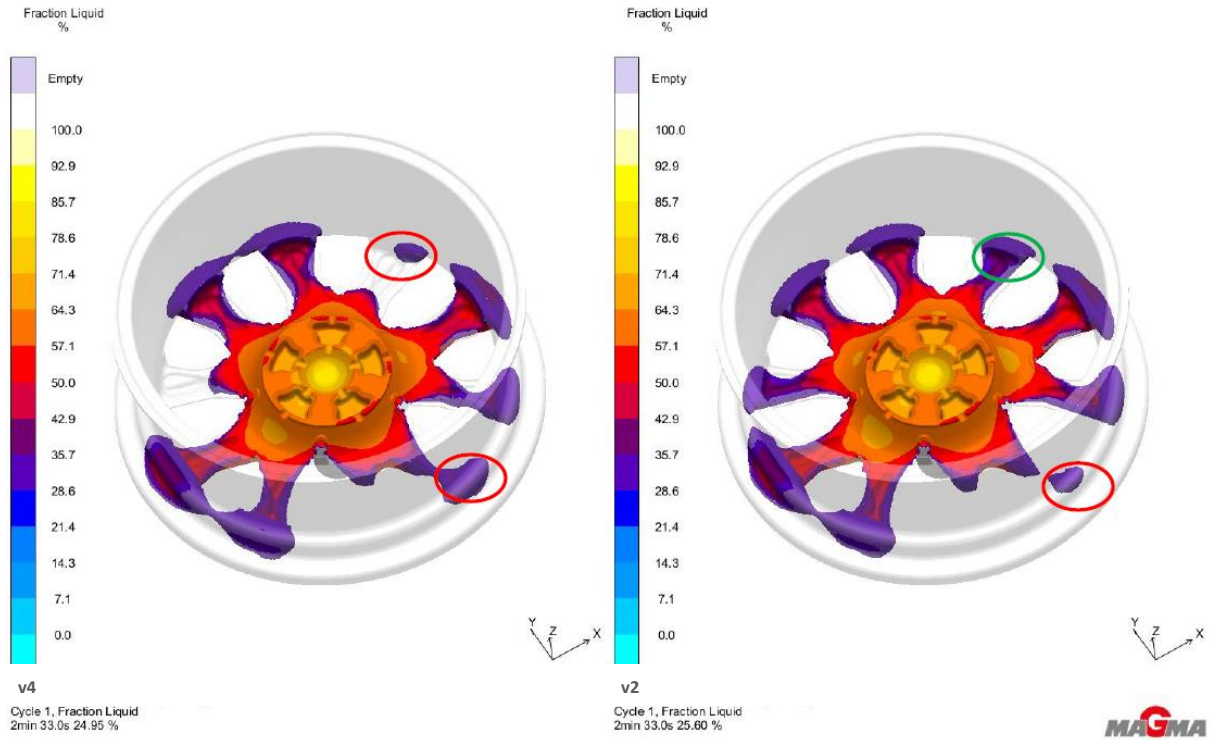 Fraction Liquid
%
Empty
100.0
92.9
85.7
78.6
71.4
64.3
57.1
50.0
42.9
35.7
28.6
21.4
14.3
7.1
0.0
Y
Z
X
v4
Cycle 1, Fraction Liquid
2min 33.0s 24.95 %
Fraction Liquid
%
Empty
100.0
92.9
85.7
78.6
71.4
64.3
57.1
50.0
42.9
35.7
28.6
21.4
14.3
7.1
0.0
Y
Z
X
v2
Cycle 1, Fraction Liquid
2min 33.0s 25.60 %
MAGMA